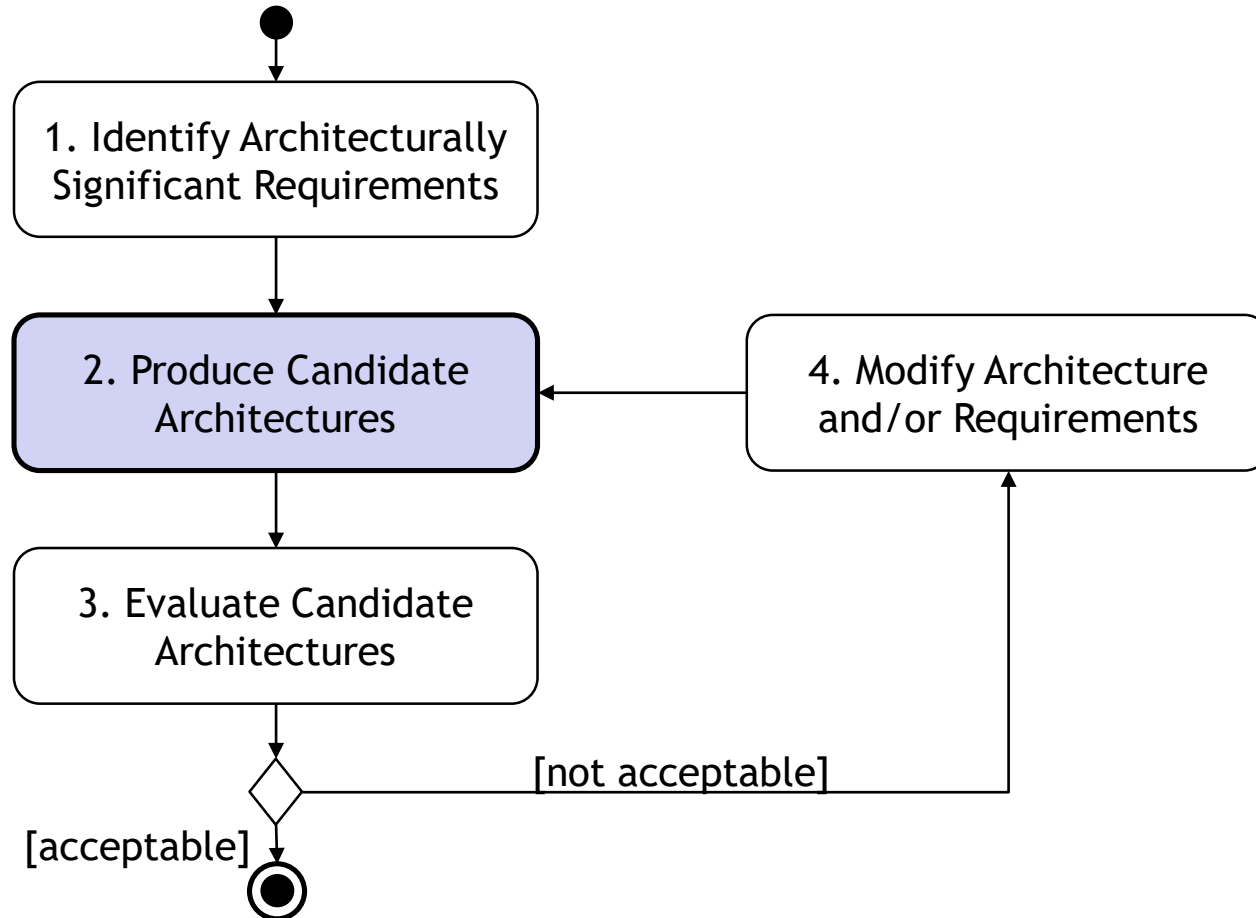 1. Identify Architecturally
Significant Requirements
2. Produce Candidate
Architectures
4. Modify Architecture
and/or Requirements
3. Evaluate Candidate
Architectures
[not acceptable]
[acceptable]